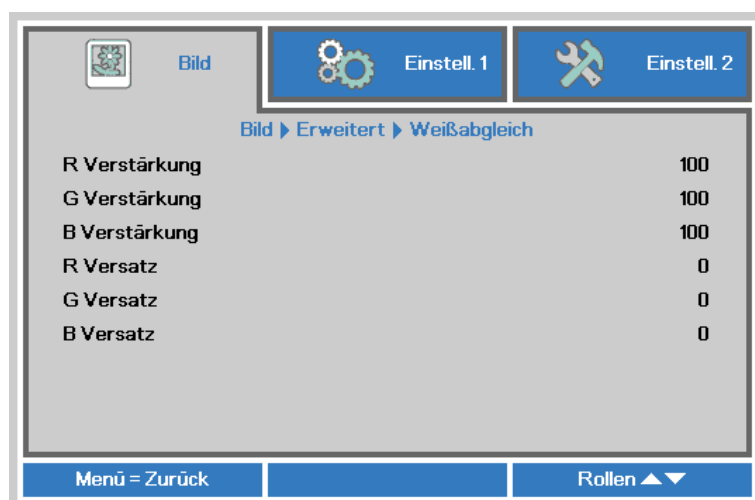 Bild
Einstell. 1
Einstell. 2
Bild ▶ Erweitert ▶ Weißabgleich
R Verstärkung 100
G Verstärkung 100
B Verstärkung 100
R Versatz 0
G Versatz 0
B Versatz 0
Menü = Zurück
Rollen ▲▼